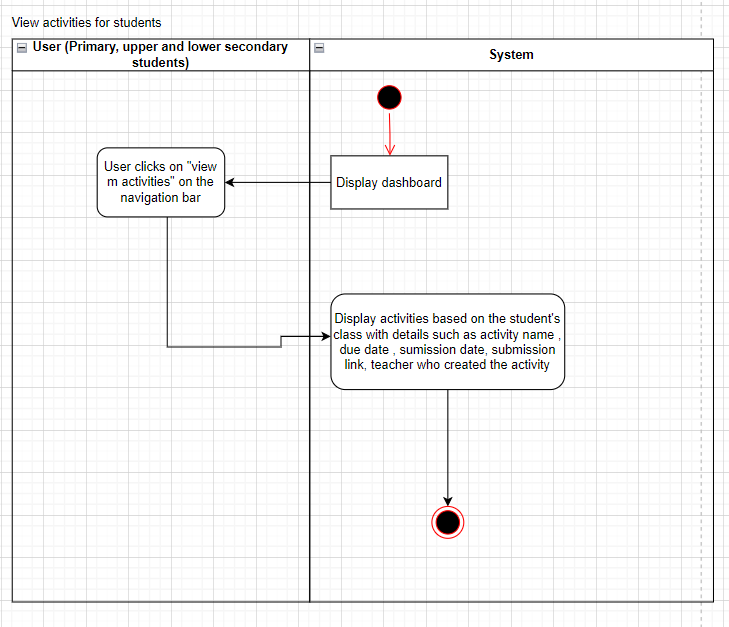 View activities for students
User (Primary, upper and lower secondary
students)
System
Display dashboard
User clicks on "view
m activities" on the
navigation bar
Display activities based on the student's
class with details such as activity name ,
due date , sumission date, submission
link, teacher who created the activity